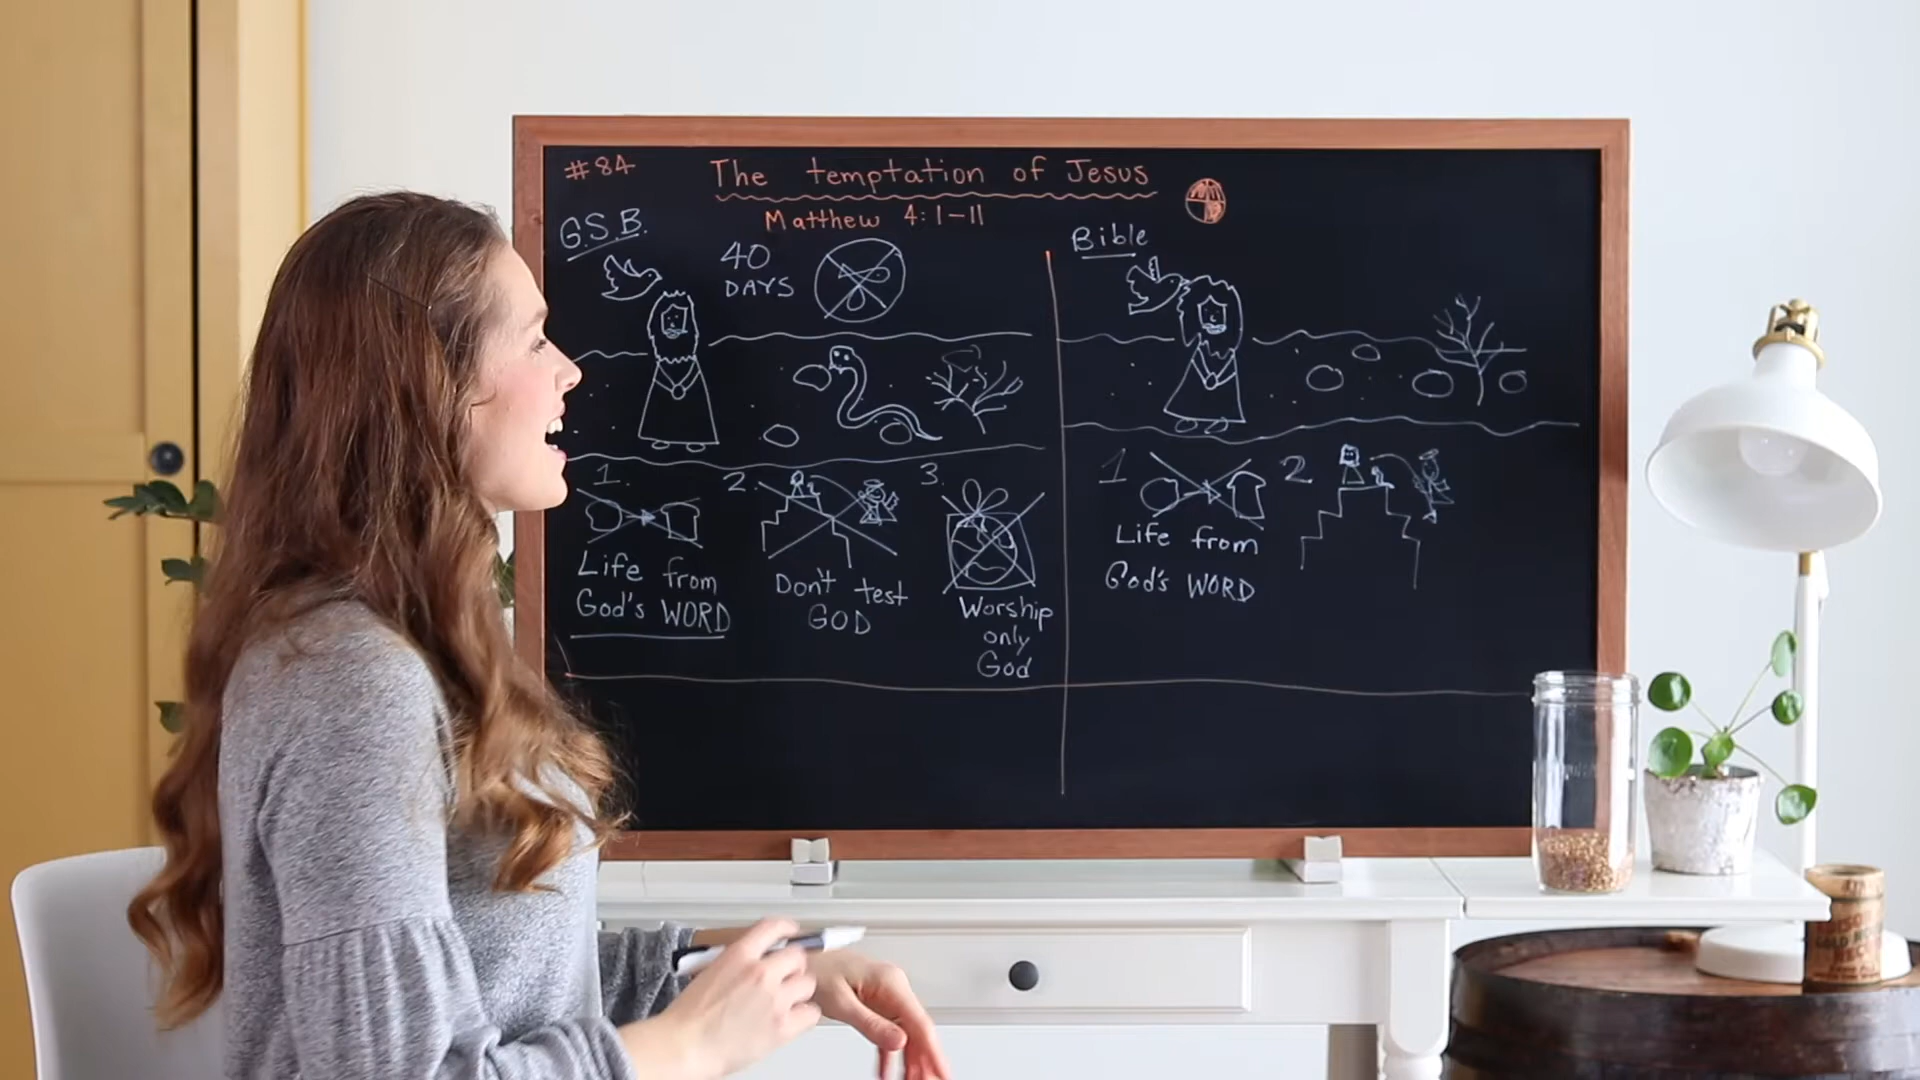 #84
The temptation of Jesus
Matthew 4:1-11
G.S.B.
40
DAYS
1.
Life from
God's WORD
2.
Don't test
GOD
3.
Worship
only
God
Bible
1
Life from
God's WORD
2